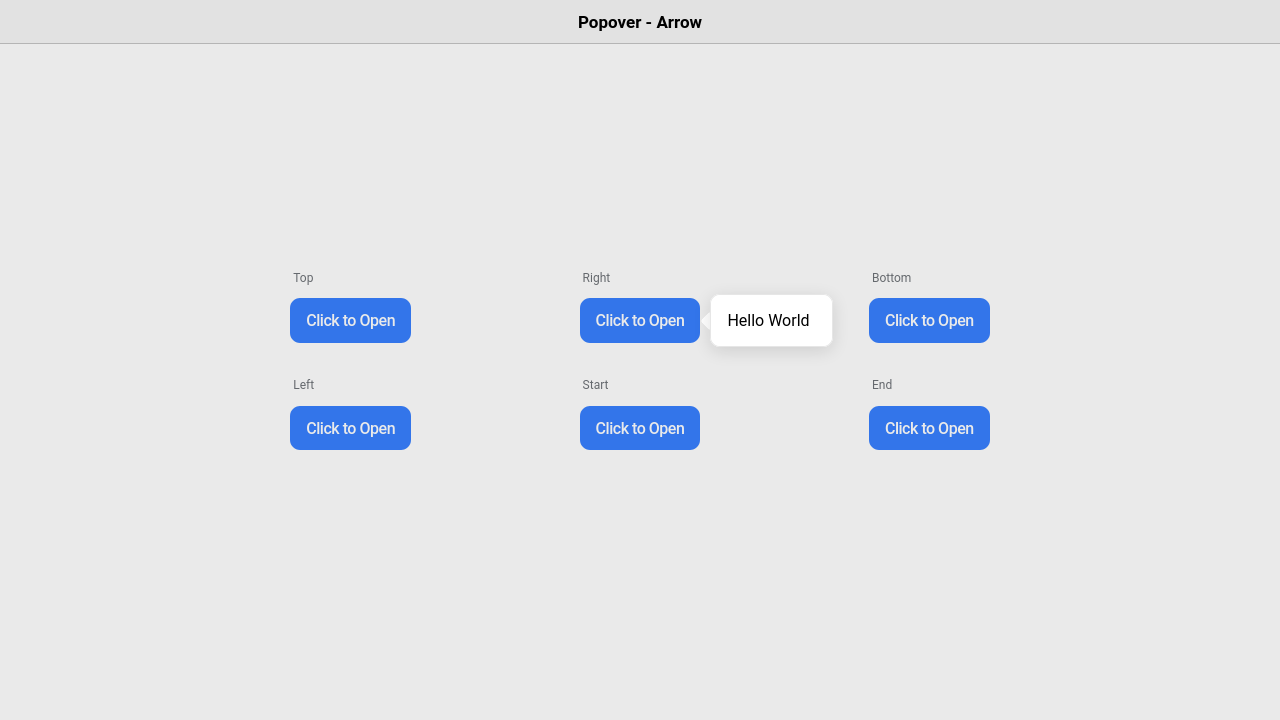 Popover - Arrow
Top
Right
Bottom
Click to Open
Click to Open
Hello World
Click to Open
Left
Start
End
Click to Open
Click to Open
Click to Open